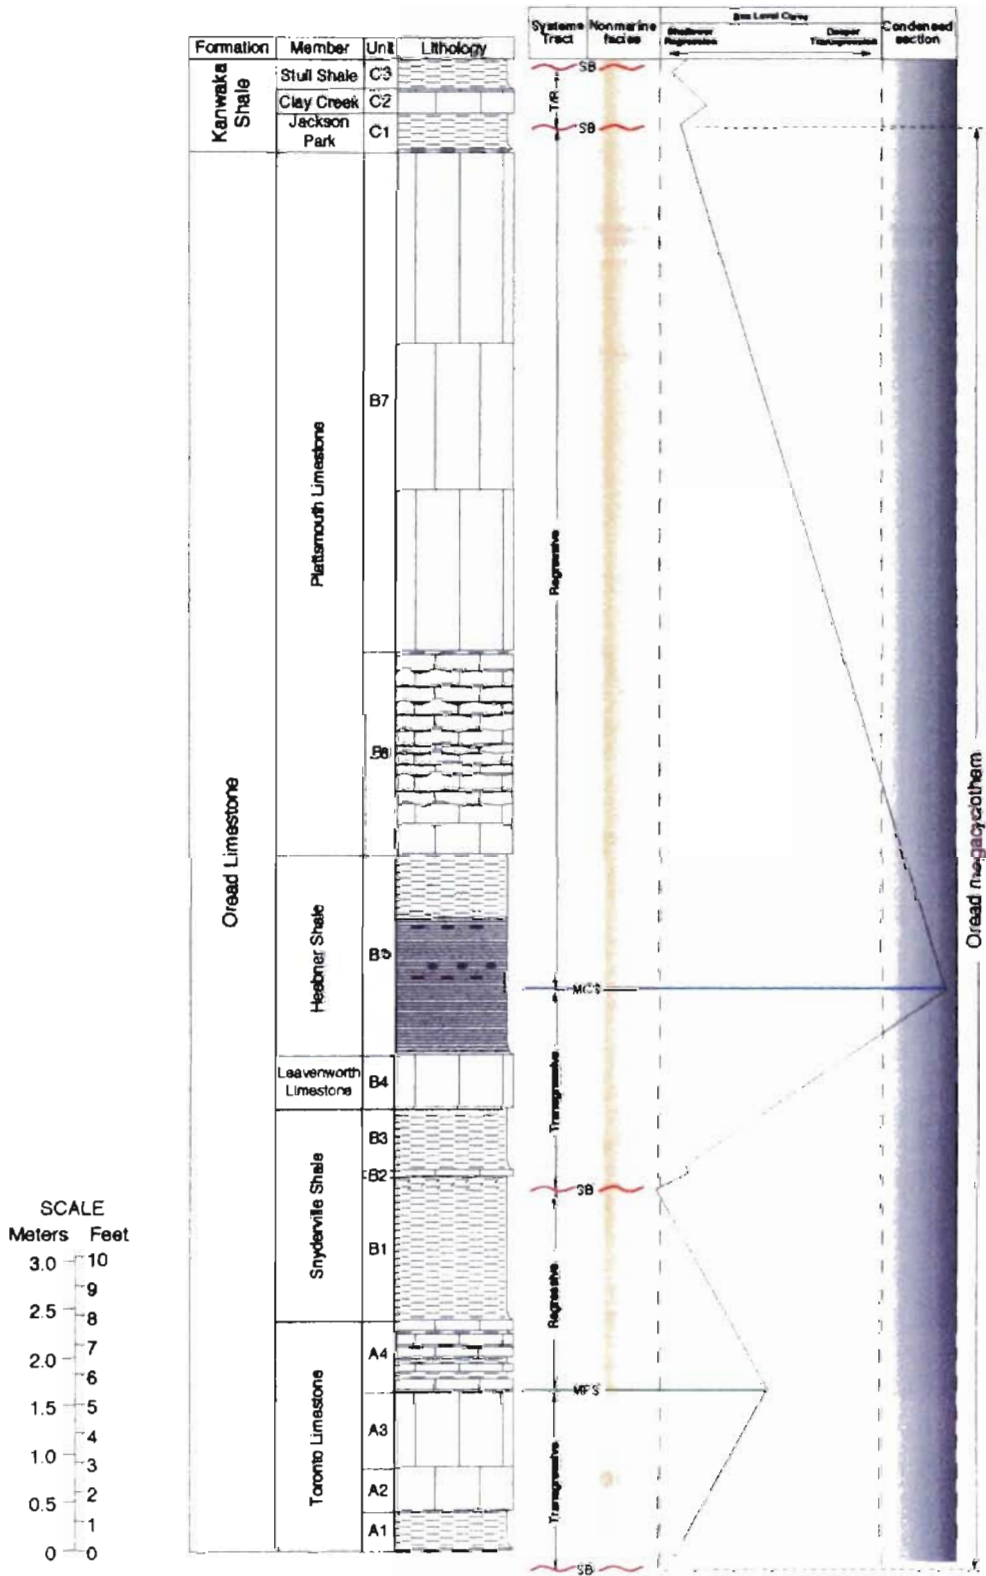 Formation Member Unit Lithology
Systems Tract
Nonmarine facies
Sea Level Curve
Shallower Regression
Deeper Transgression
Condensed section
Kanwaka Shale
Stull Shale C3
Clay Creek C2
Jackson Park C1
SB
T/R
SB
Oread Limestone
Plattsmouth Limestone
B7
B6
Regressive
Oread megacyclothem
Heebner Shale
B5
MCS
Leavenworth Limestone
B4
Transgressive
Snyderville Shale
B3
B2
B1
SB
Regressive
Toronto Limestone
A4
A3
A2
A1
MFS
Transgressive
SB
SCALE
Meters Feet
3.0 10
9
2.5 8
7
2.0 6
1.5 5
4
1.0 3
2
0.5 1
0 0